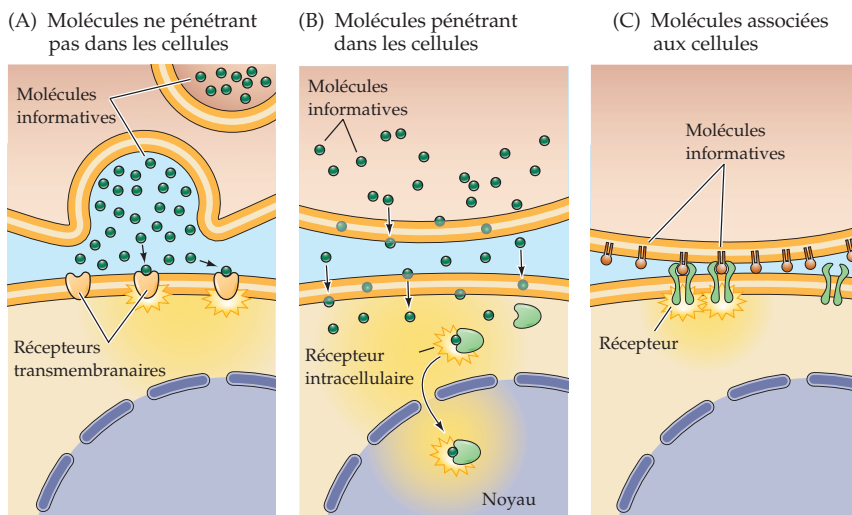 (A) Molécules ne pénétrant
pas dans les cellules
Molécules
informatives
Récepteurs
transmembranaires
(B) Molécules pénétrant
dans les cellules
Molécules
informatives
Récepteur
intracellulaire
Noyau
(C) Molécules associées
aux cellules
Molécules
informatives
Récepteur